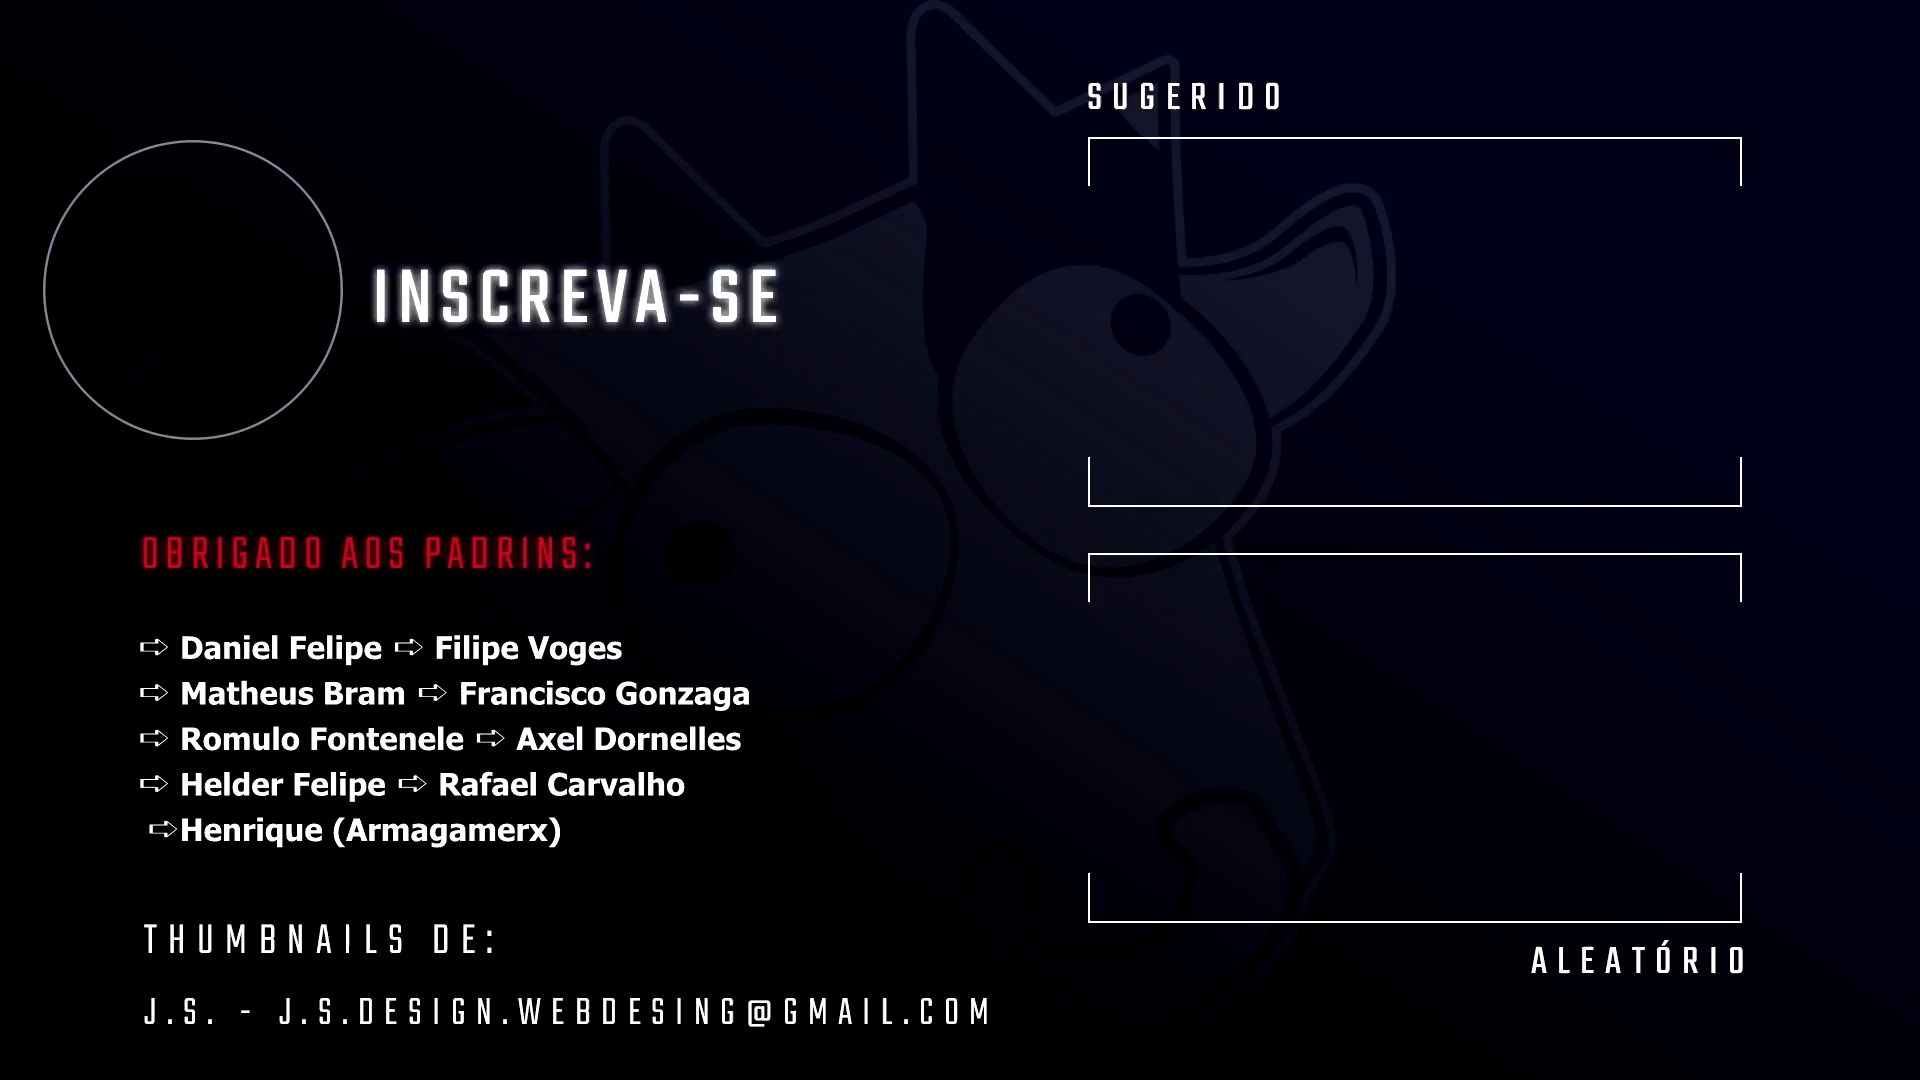 SUGERIDO
INSCREVA-SE
OBRIGADO AOS PADRINS:
➪ Daniel Felipe ➪ Filipe Voges
➪ Matheus Bram ➪ Francisco Gonzaga
➪ Romulo Fontenele ➪ Axel Dornelles
➪ Helder Felipe ➪ Rafael Carvalho
➪Henrique (Armagamerx)
THUMBNAILS DE:
J.S. - J.S.DESIGN.WEBDESING@GMAIL.COM
ALEATÓRIO